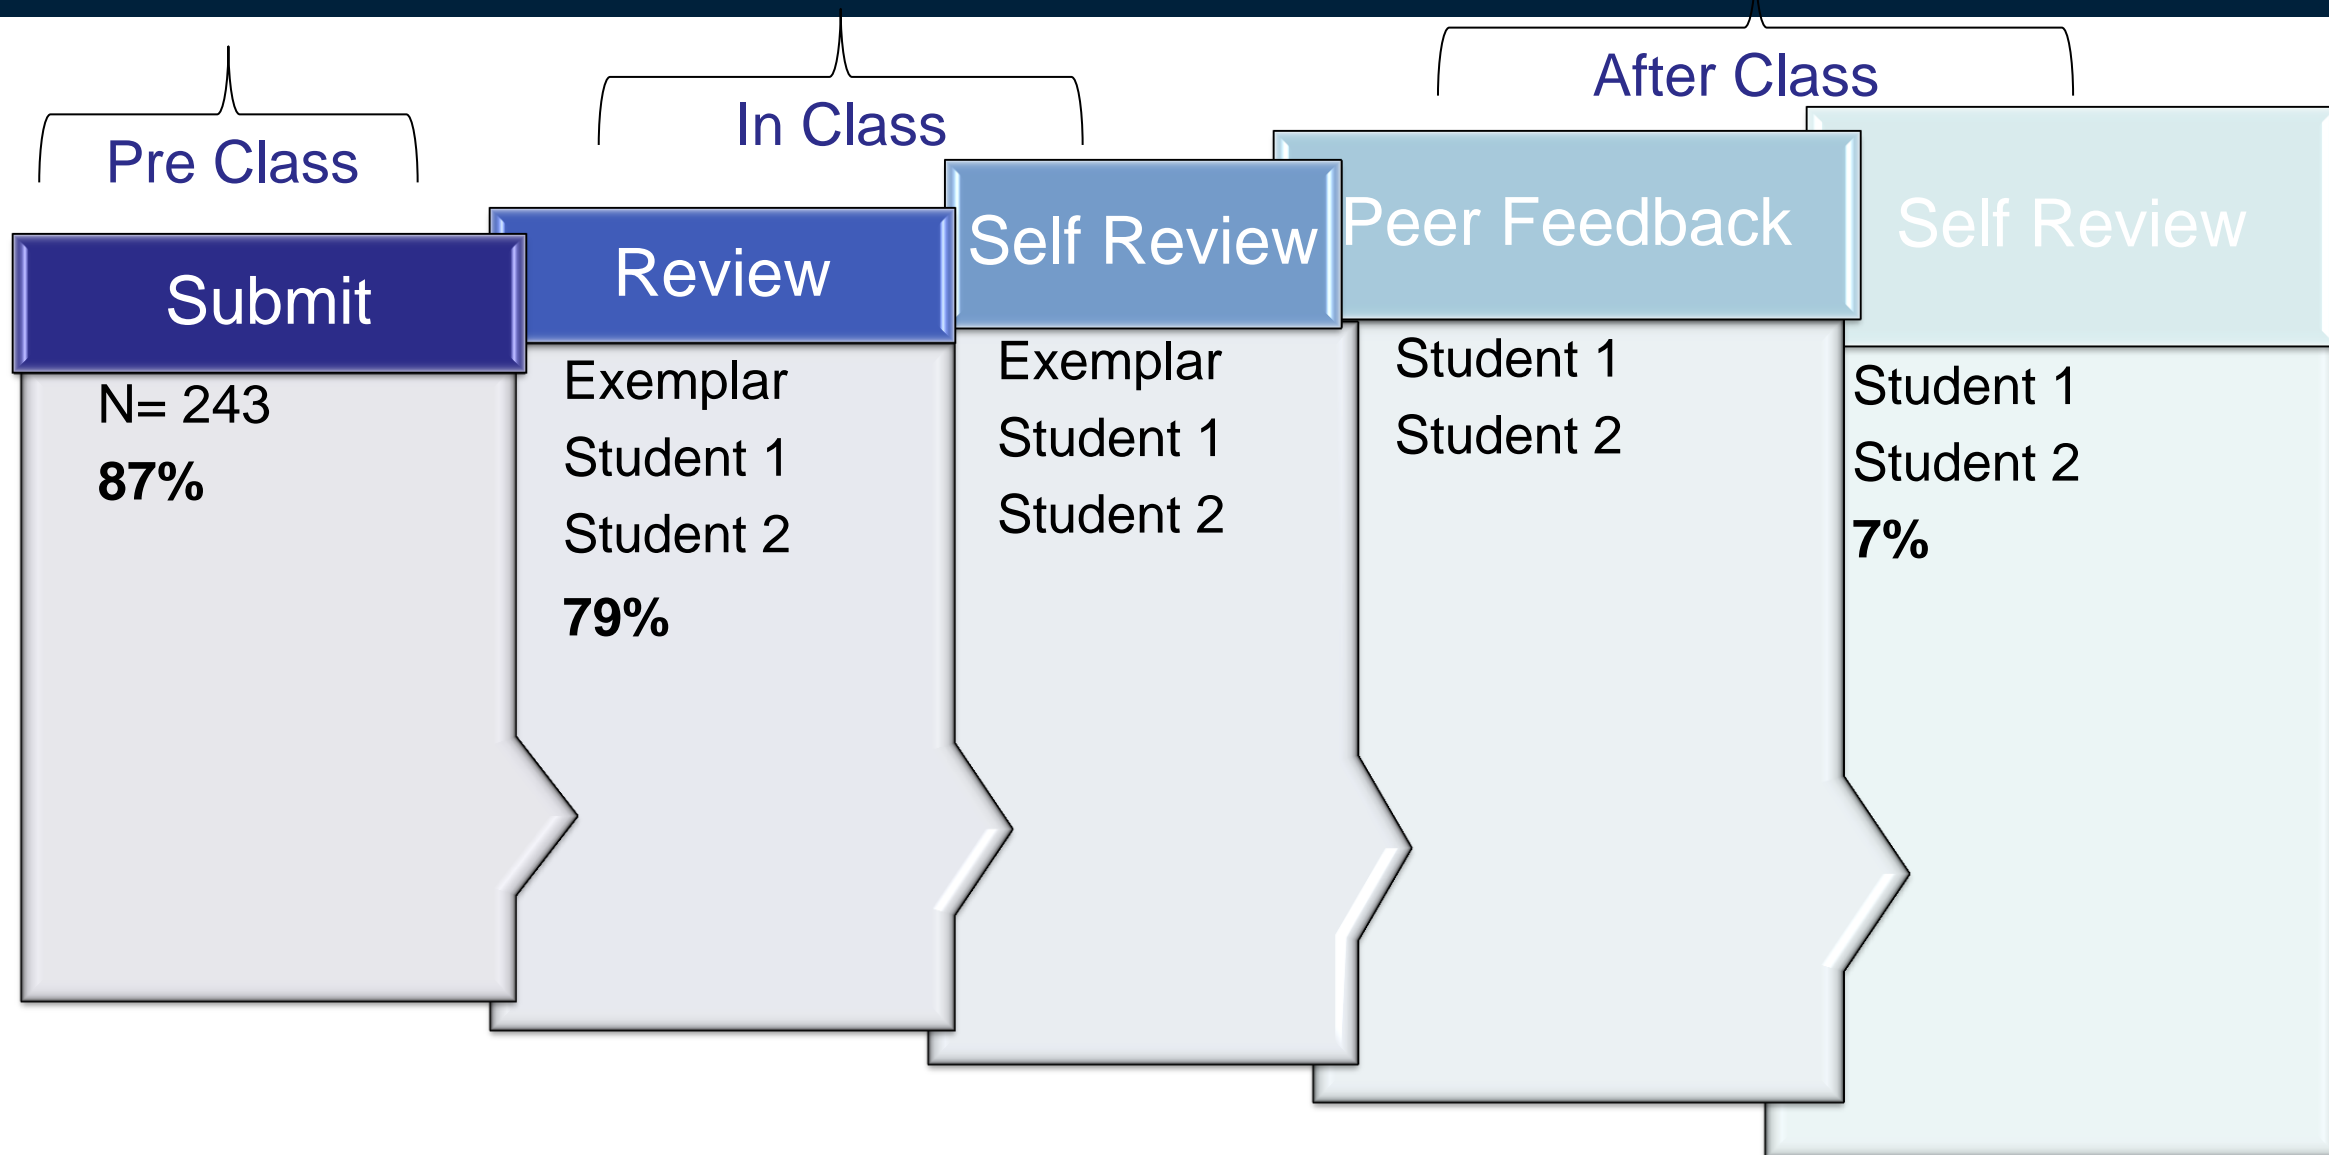 Pre Class
In Class
After Class
Submit
N= 243
87%
Review
Exemplar
Student 1
Student 2
79%
Self Review
Exemplar
Student 1
Student 2
Peer Feedback
Student 1
Student 2
Self Review
Student 1
Student 2
7%